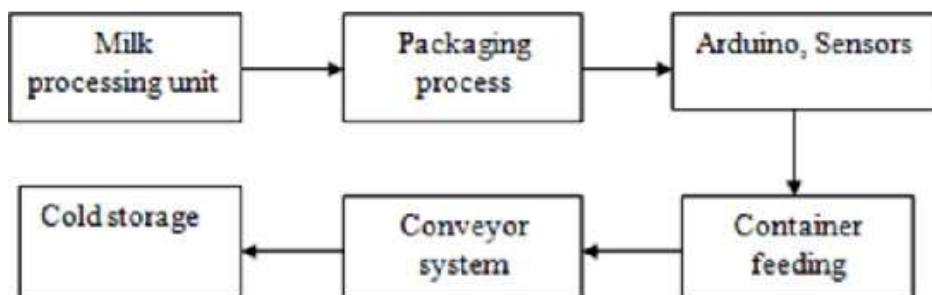 Milk
processing unit
Packaging
process
Arduino, Sensors
Container
feeding
Conveyor
system
Cold storage